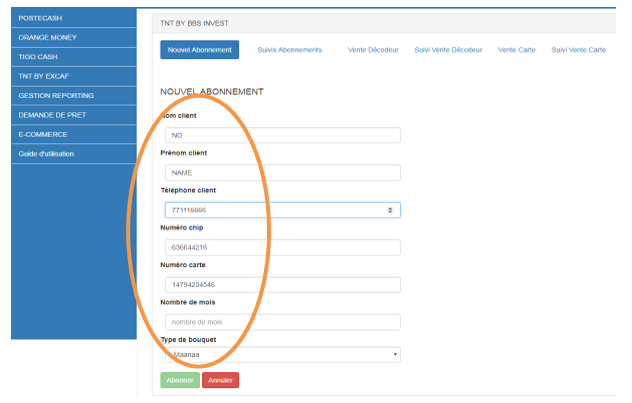 POSTECASH
ORANGE MONEY
TIGO CASH
TNT BY EXCAF
GESTION REPORTING
DEMANDE DE PRET
E-COMMERCE
Guide d'utilisation
TNT BY BBS INVEST
Nouvel Abonnement Suivis Abonnements Vente Décodeur Suivi Vente Décodeur Vente Carte Suivi Vente Carte
NOUVEL ABONNEMENT
Nom client
NO
Prénom client
NAME
Téléphone client
771116666
Numéro chip
636644216
Numéro carte
14794204546
Nombre de mois
nombre de mois
Type de bouquet
Maanaa
Abonner Annuler